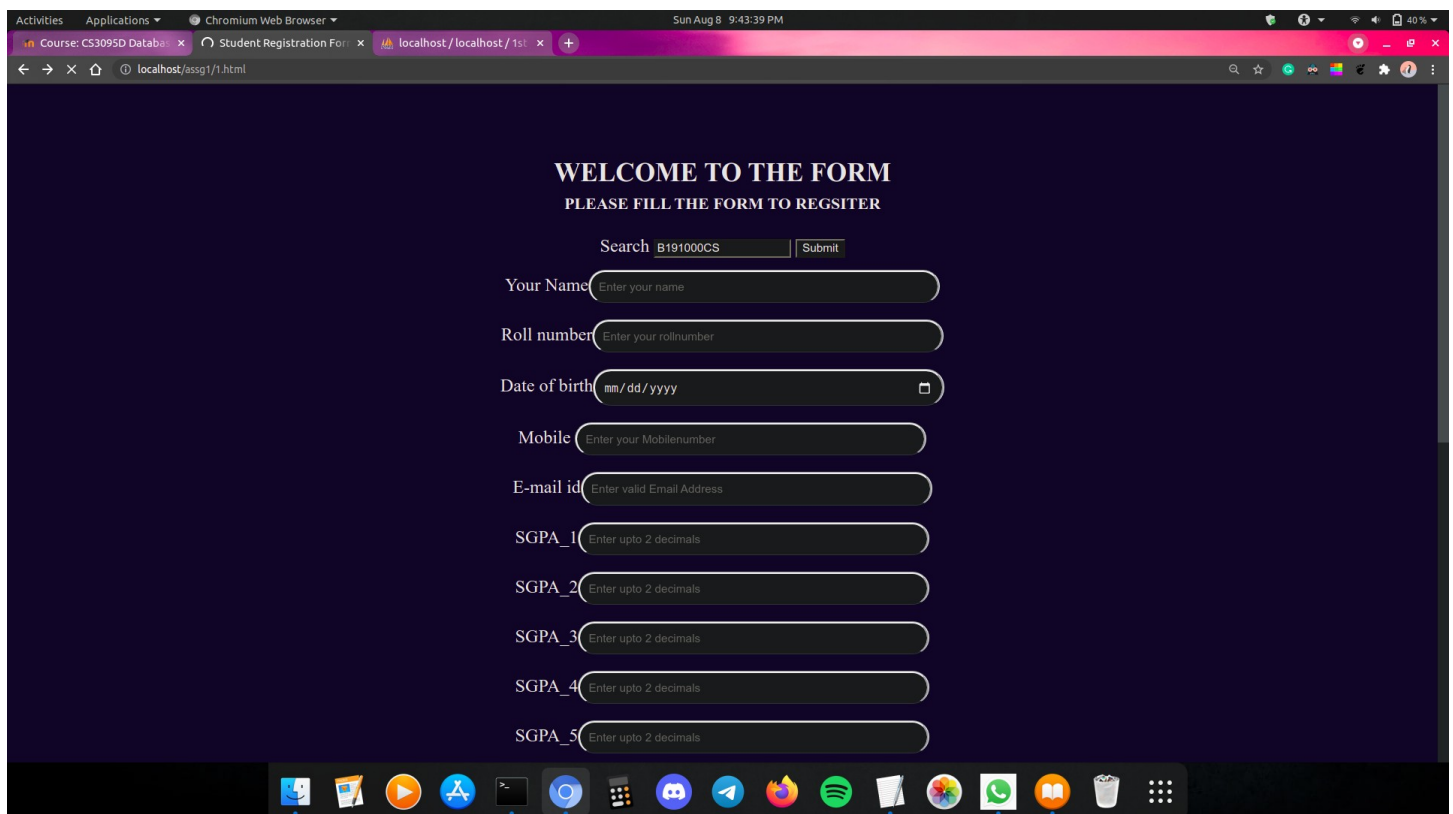 Activities Applications Chromium Web Browser Sun Aug 8 9:43:39 PM 40 %
Course: CS3095D Databas Student Registration For localhost / localhost / 1st
localhost/assg1/1.html
WELCOME TO THE FORM
PLEASE FILL THE FORM TO REGSITER
Search B191000CS Submit
Your Name Enter your name
Roll number Enter your rollnumber
Date of birth mm/dd/yyyy
Mobile Enter your Mobilenumber
E-mail id Enter valid Email Address
SGPA_1 Enter upto 2 decimals
SGPA_2 Enter upto 2 decimals
SGPA_3 Enter upto 2 decimals
SGPA_4 Enter upto 2 decimals
SGPA_5 Enter upto 2 decimals